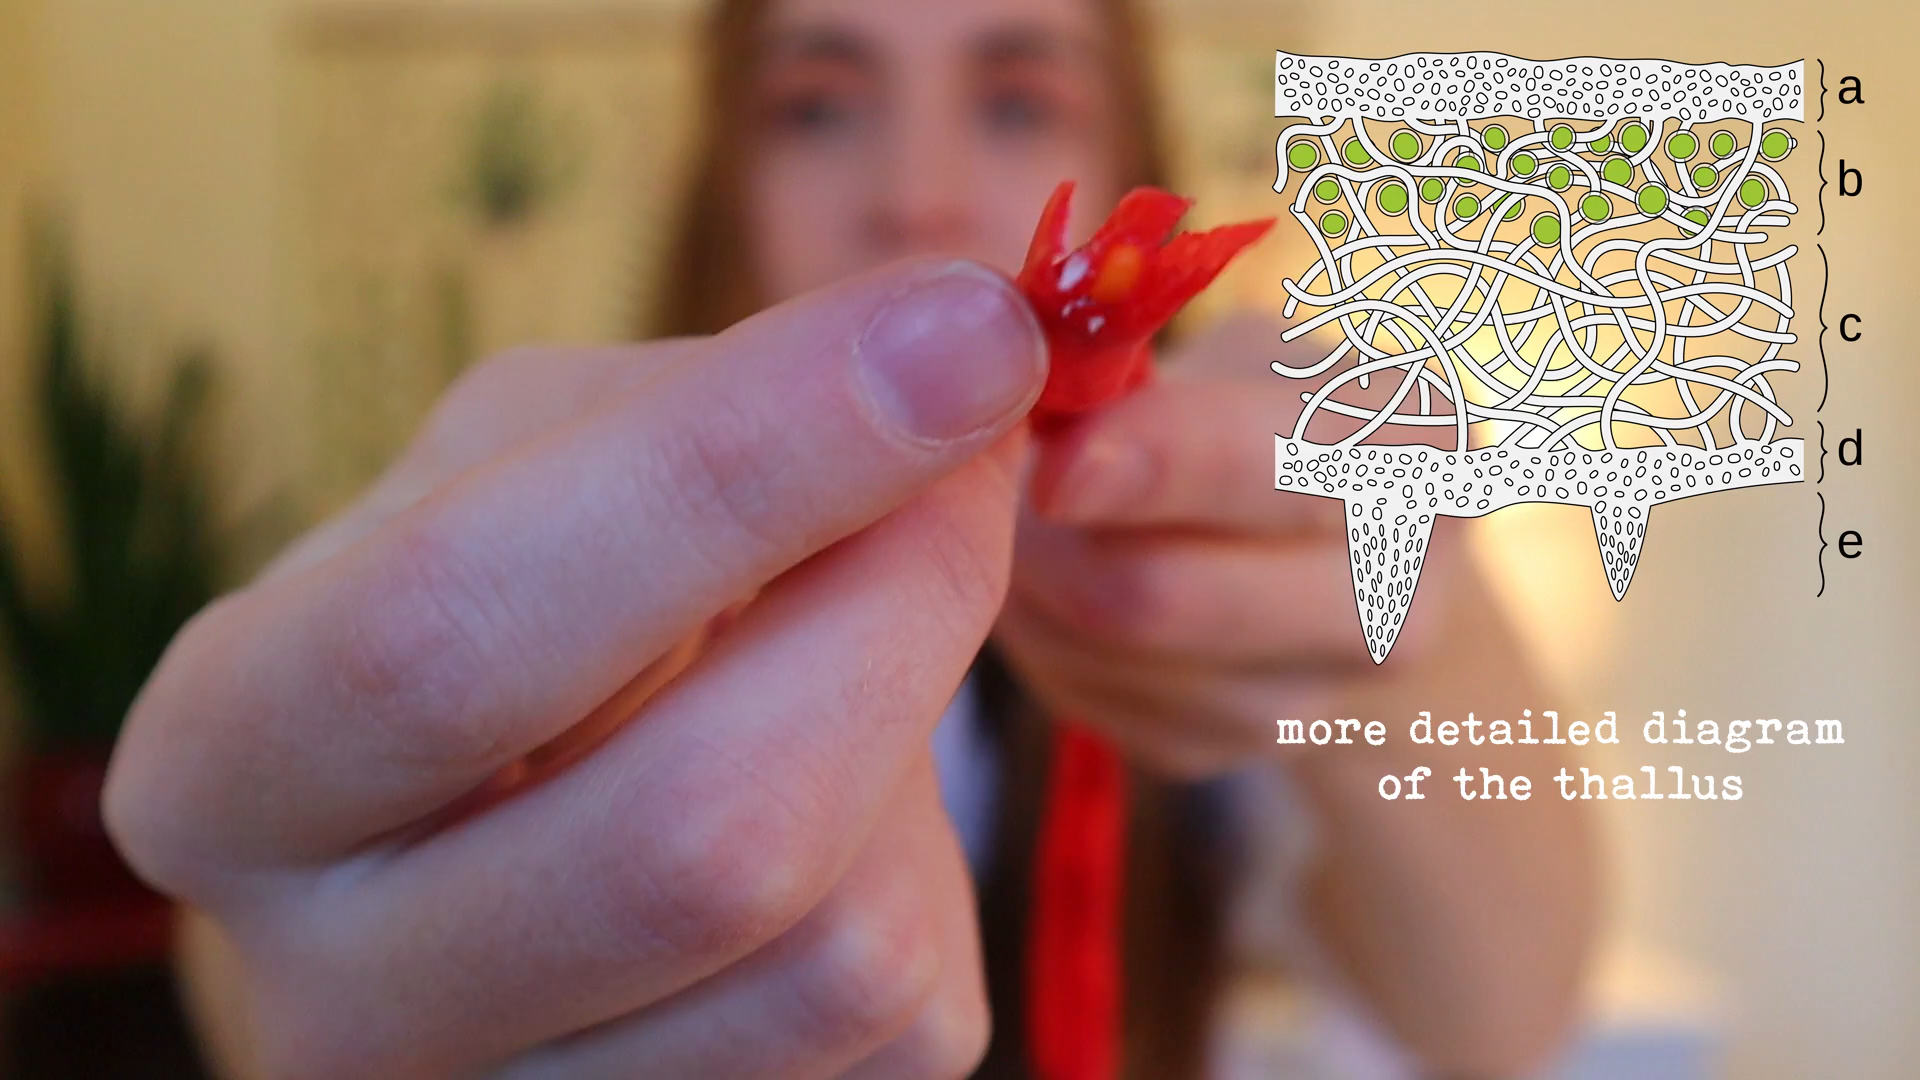 a
b
c
d
e
more detailed diagram
of the thallus